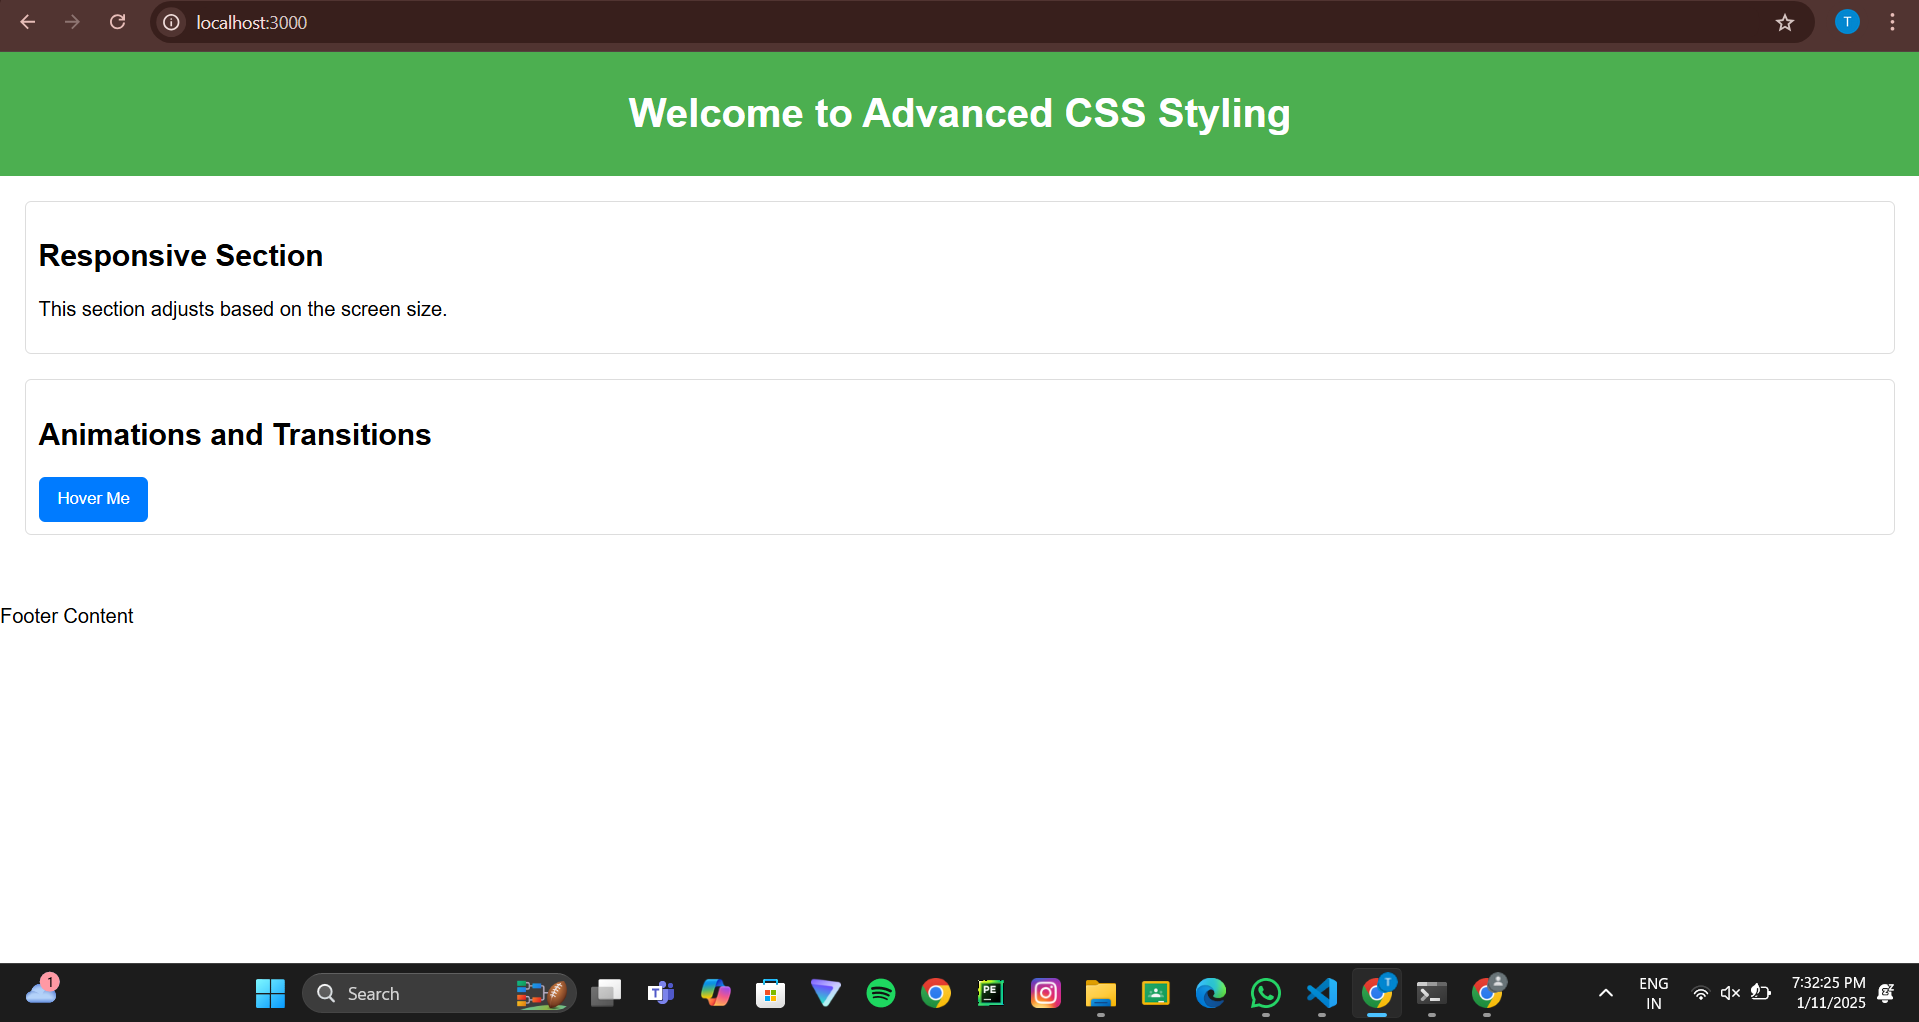 localhost:3000
T
Welcome to Advanced CSS Styling
Responsive Section
This section adjusts based on the screen size.
Animations and Transitions
Hover Me
Footer Content
1
Search
T
PE
T
ENG
IN
7:32:25 PM
1/11/2025